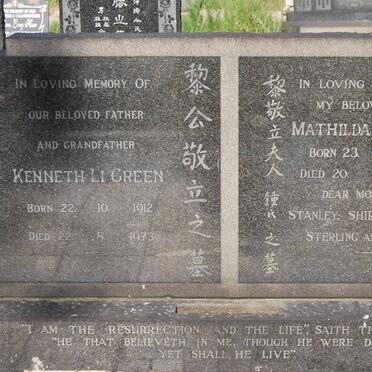 IN LOVING MEMORY OF
OUR BELOVED FATHER
AND GRANDFATHER
KENNETH LI GREEN
BORN 22. 10. 1912
DIED 22. 5. 1973
黎公敬立之墓
黎敬立夫人鍾氏之墓
IN LOVING
MY BELO
MATHILDA
BORN 23
DIED 20.
DEAR MO
STANLEY, SHIR
STERLING A
"I AM THE RESURRECTION AND THE LIFE", SAITH TH
"HE THAT BELIEVETH IN ME, THOUGH HE WERE D
YET SHALL HE LIVE".